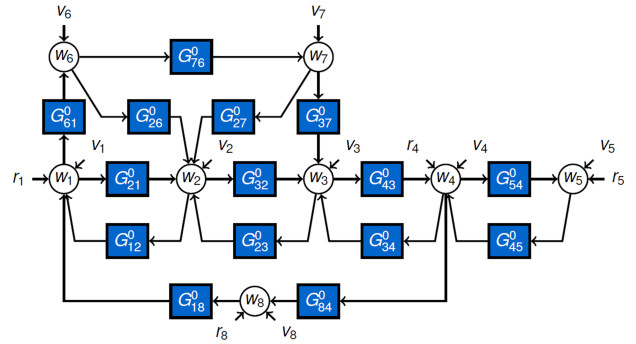 v₆ v₇
w₆ G⁰₇₆ w₇
G⁰₆₁ G⁰₂₆ G⁰₂₇ G⁰₃₇
v₁ v₂ v₃ r₄ v₄ v₅
r₁ w₁ G⁰₂₁ w₂ G⁰₃₂ w₃ G⁰₄₃ w₄ G⁰₅₄ w₅ r₅
G⁰₁₂ G⁰₂₃ G⁰₃₄ G⁰₄₅
G⁰₁₈ w₈ G⁰₈₄
r₈ v₈